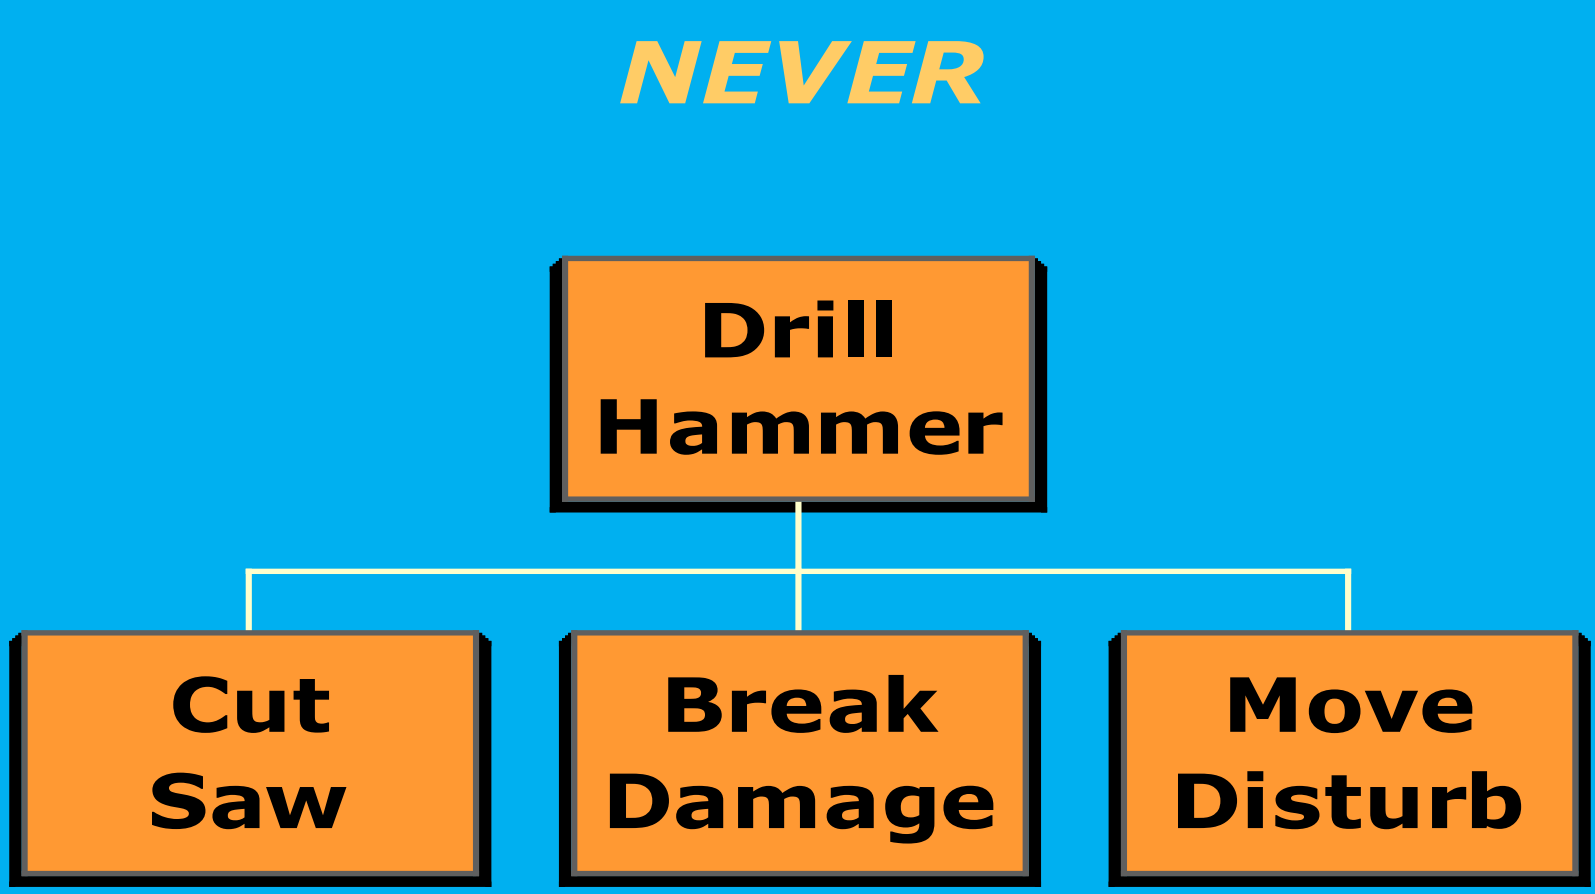 NEVER
Drill
Hammer
Cut
Saw
Break
Damage
Move
Disturb